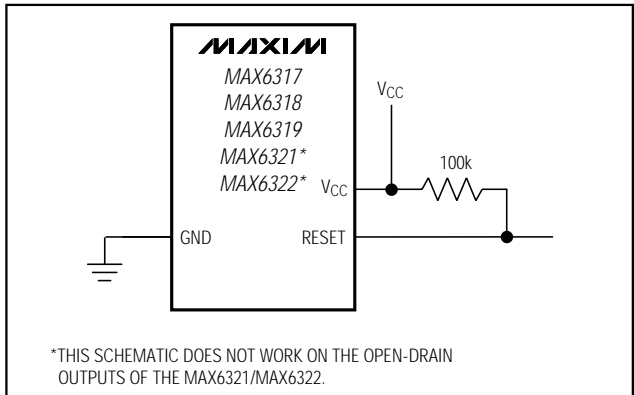 MAXIM
MAX6317
MAX6318
MAX6319
MAX6321*
MAX6322*
VCC
VCC
100k
GND
RESET
*THIS SCHEMATIC DOES NOT WORK ON THE OPEN-DRAIN
OUTPUTS OF THE MAX6321/MAX6322.